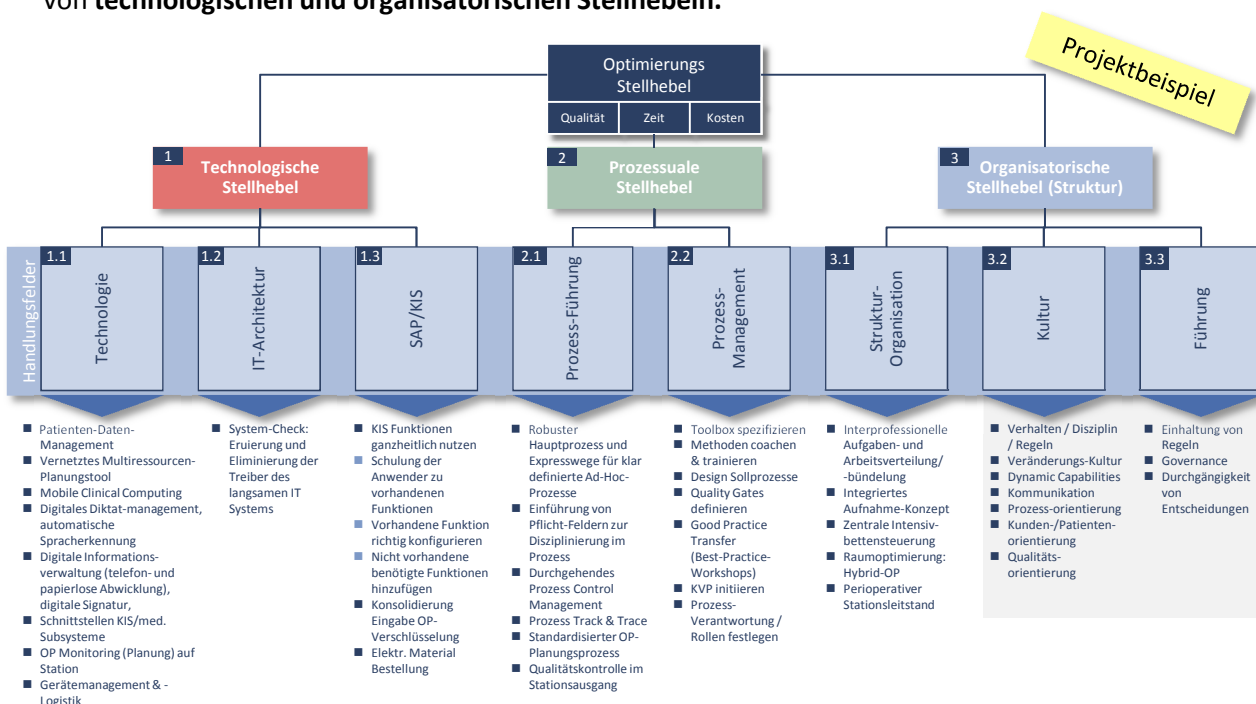 von technologischen und organisatorischen Stellhebeln.
Projektbeispiel
Optimierungs
Stellhebel
Qualität
Zeit
Kosten
1
Technologische
Stellhebel
2
Prozessuale
Stellhebel
3
Organisatorische
Stellhebel (Struktur)
Handlungsfelder
1.1
Technologie
1.2
IT-Architektur
1.3
SAP/KIS
2.1
Prozess-Führung
2.2
Prozess-
Management
3.1
Struktur-
Organisation
3.2
Kultur
3.3
Führung
■ Patienten-Daten-
Management
■ Vernetztes Multiressourcen-
Planungstool
■ Mobile Clinical Computing
■ Digitales Diktat-management,
automatische
Spracherkennung
■ Digitale Informations-
verwaltung (telefon- und
papierlose Abwicklung),
digitale Signatur,
■ Schnittstellen KIS/med.
Subsysteme
■ OP Monitoring (Planung) auf
Station
■ Gerätemanagement & -
Logistik
■ System-Check:
Eruierung und
Eliminierung der
Treiber des
langsamen IT
Systems
■ KIS Funktionen
ganzheitlich nutzen
■ Schulung der
Anwender zu
vorhandenen
Funktionen
■ Vorhandene Funktion
richtig konfigurieren
■ Nicht vorhandene
benötigte Funktionen
hinzufügen
■ Konsolidierung
Eingabe OP-
Verschlüsselung
■ Elektr. Material
Bestellung
■ Robuster
Hauptprozess und
Expresswege für klar
definierte Ad-Hoc-
Prozesse
■ Einführung von
Pflicht-Feldern zur
Disziplinierung im
Prozess
■ Durchgehendes
Prozess Control
Management
■ Prozess Track & Trace
■ Standardisierter OP-
Planungsprozess
■ Qualitätskontrolle im
Stationsausgang
■ Toolbox spezifizieren
■ Methoden coachen
& trainieren
■ Design Sollprozesse
■ Quality Gates
definieren
■ Good Practice
Transfer
(Best-Practice-
Workshops)
■ KVP initiieren
■ Prozess-
Verantwortung /
Rollen festlegen
■ Interprofessionelle
Aufgaben- und
Arbeitsverteilung/
-bündelung
■ Integriertes
Aufnahme-Konzept
■ Zentrale Intensiv-
bettensteuerung
■ Raumoptimierung:
Hybrid-OP
■ Perioperativer
Stationsleitstand
■ Verhalten / Disziplin
/ Regeln
■ Veränderungs-Kultur
■ Dynamic Capabilities
■ Kommunikation
■ Prozess-orientierung
■ Kunden-/Patienten-
orientierung
■ Qualitäts-
orientierung
■ Einhaltung von
Regeln
■ Governance
■ Durchgängigkeit
von
Entscheidungen